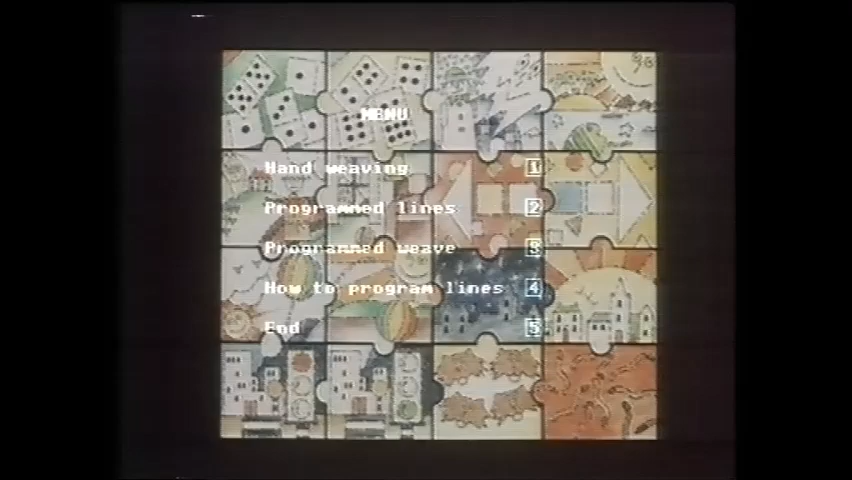 MENU
Hand weaving 1
Programmed lines 2
Programmed weave 3
How to program lines 4
End 5